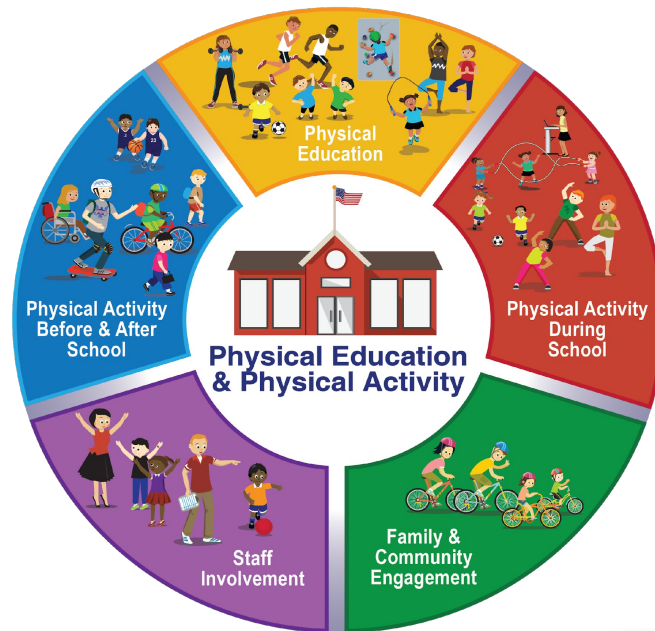 Physical
Education
Physical Activity
Before & After
School
Physical Activity
During
School
Physical Education
& Physical Activity
Staff
Involvement
Family &
Community
Engagement